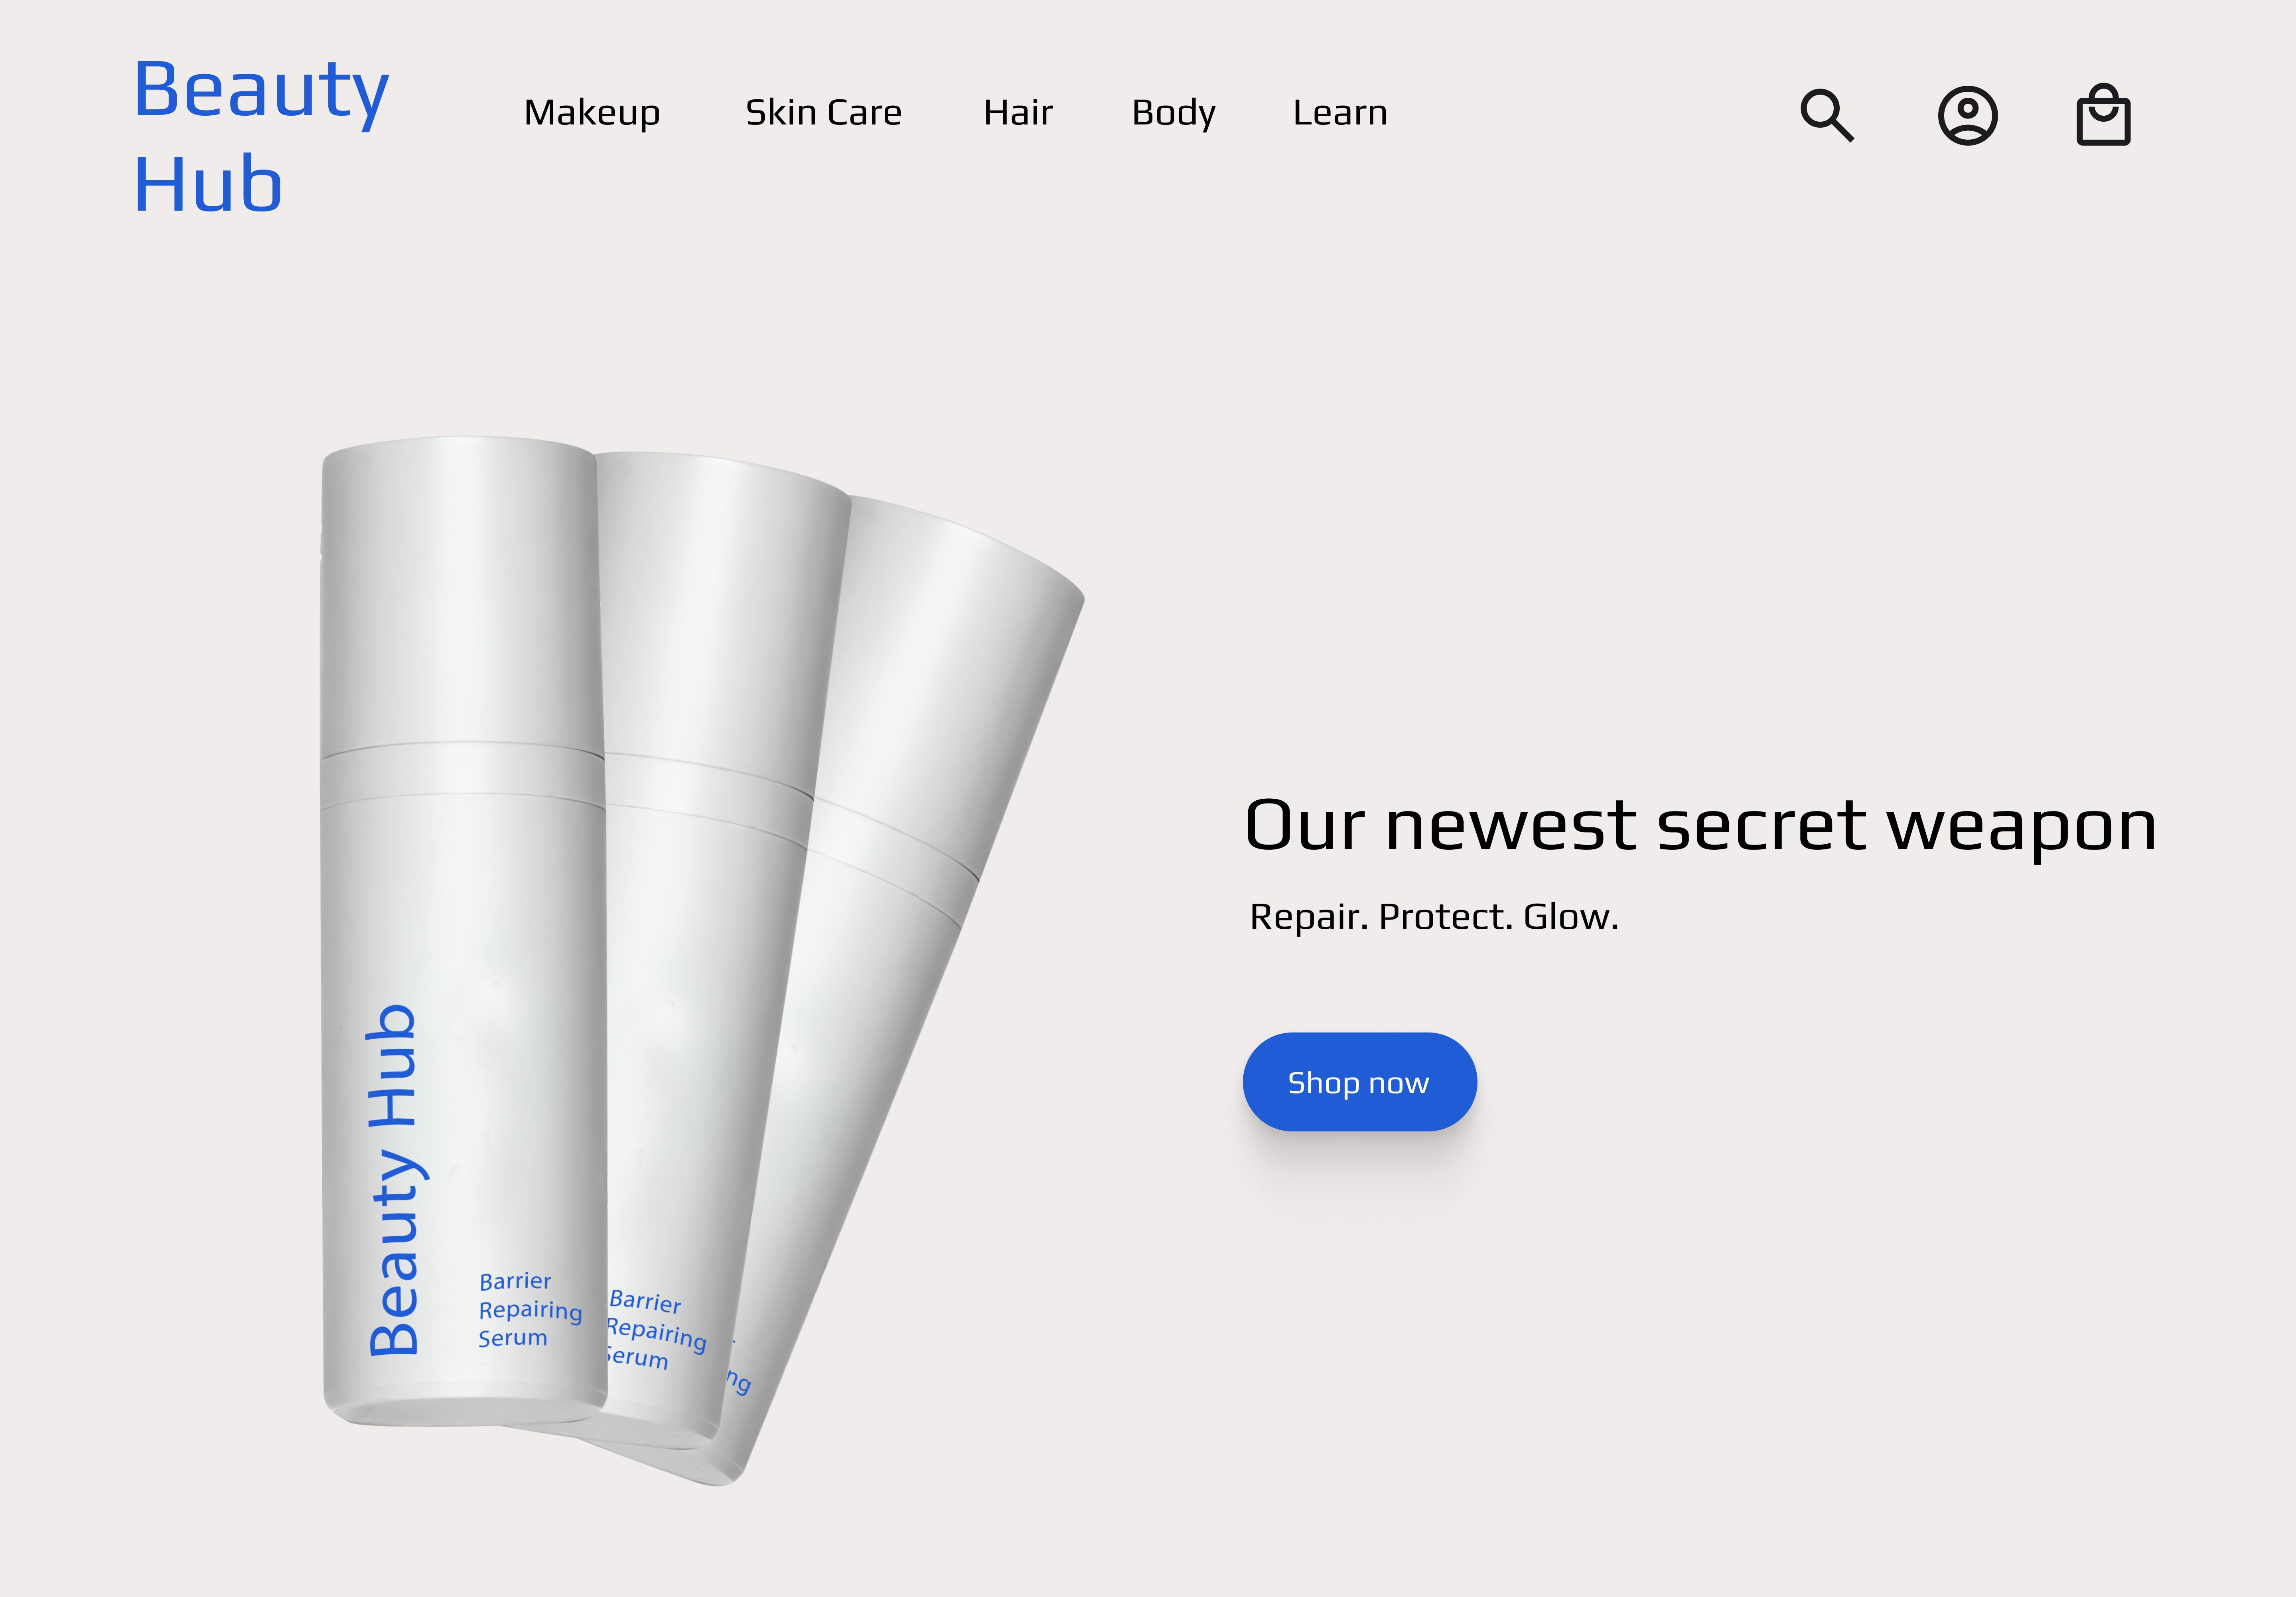 Beauty
Hub
Makeup
Skin Care
Hair
Body
Learn
Our newest secret weapon
Repair. Protect. Glow.
Shop now
Beauty Hub
Barrier
Repairing
Serum
Barrier
Repairing
Serum
ng